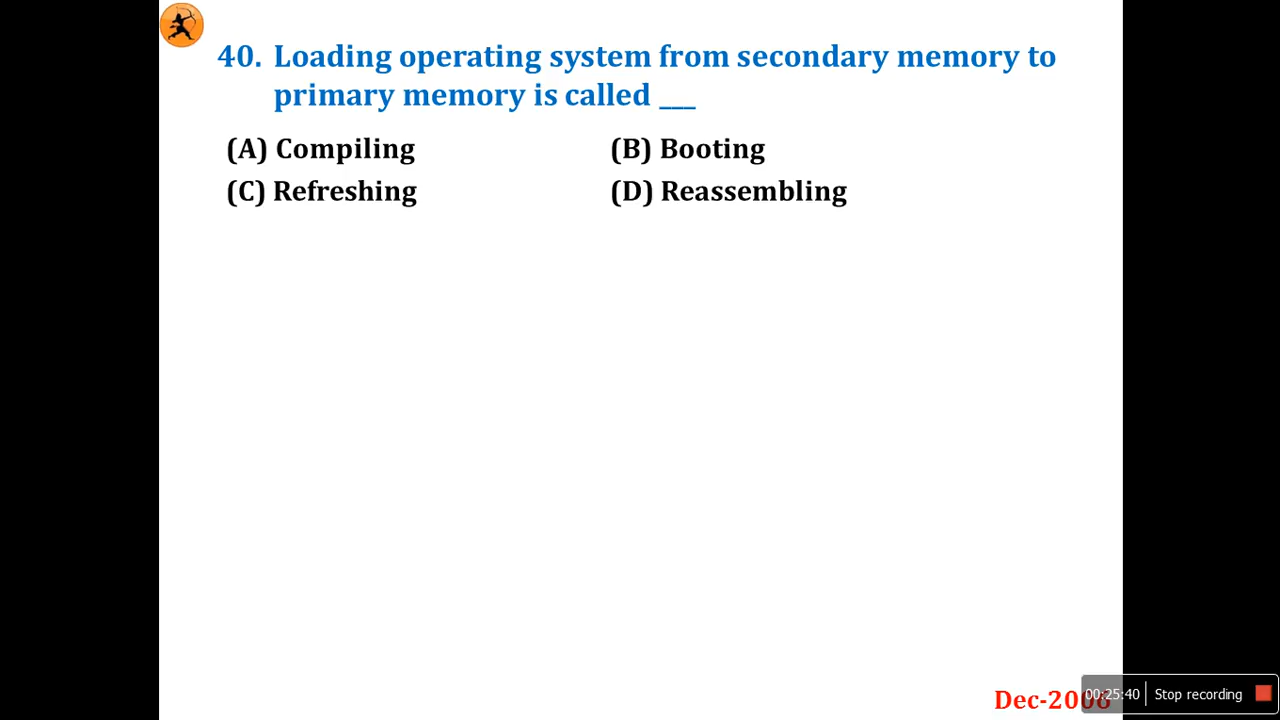 40. Loading operating system from secondary memory to
primary memory is called ___
(A) Compiling (B) Booting
(C) Refreshing (D) Reassembling
00:25:40 Stop recording